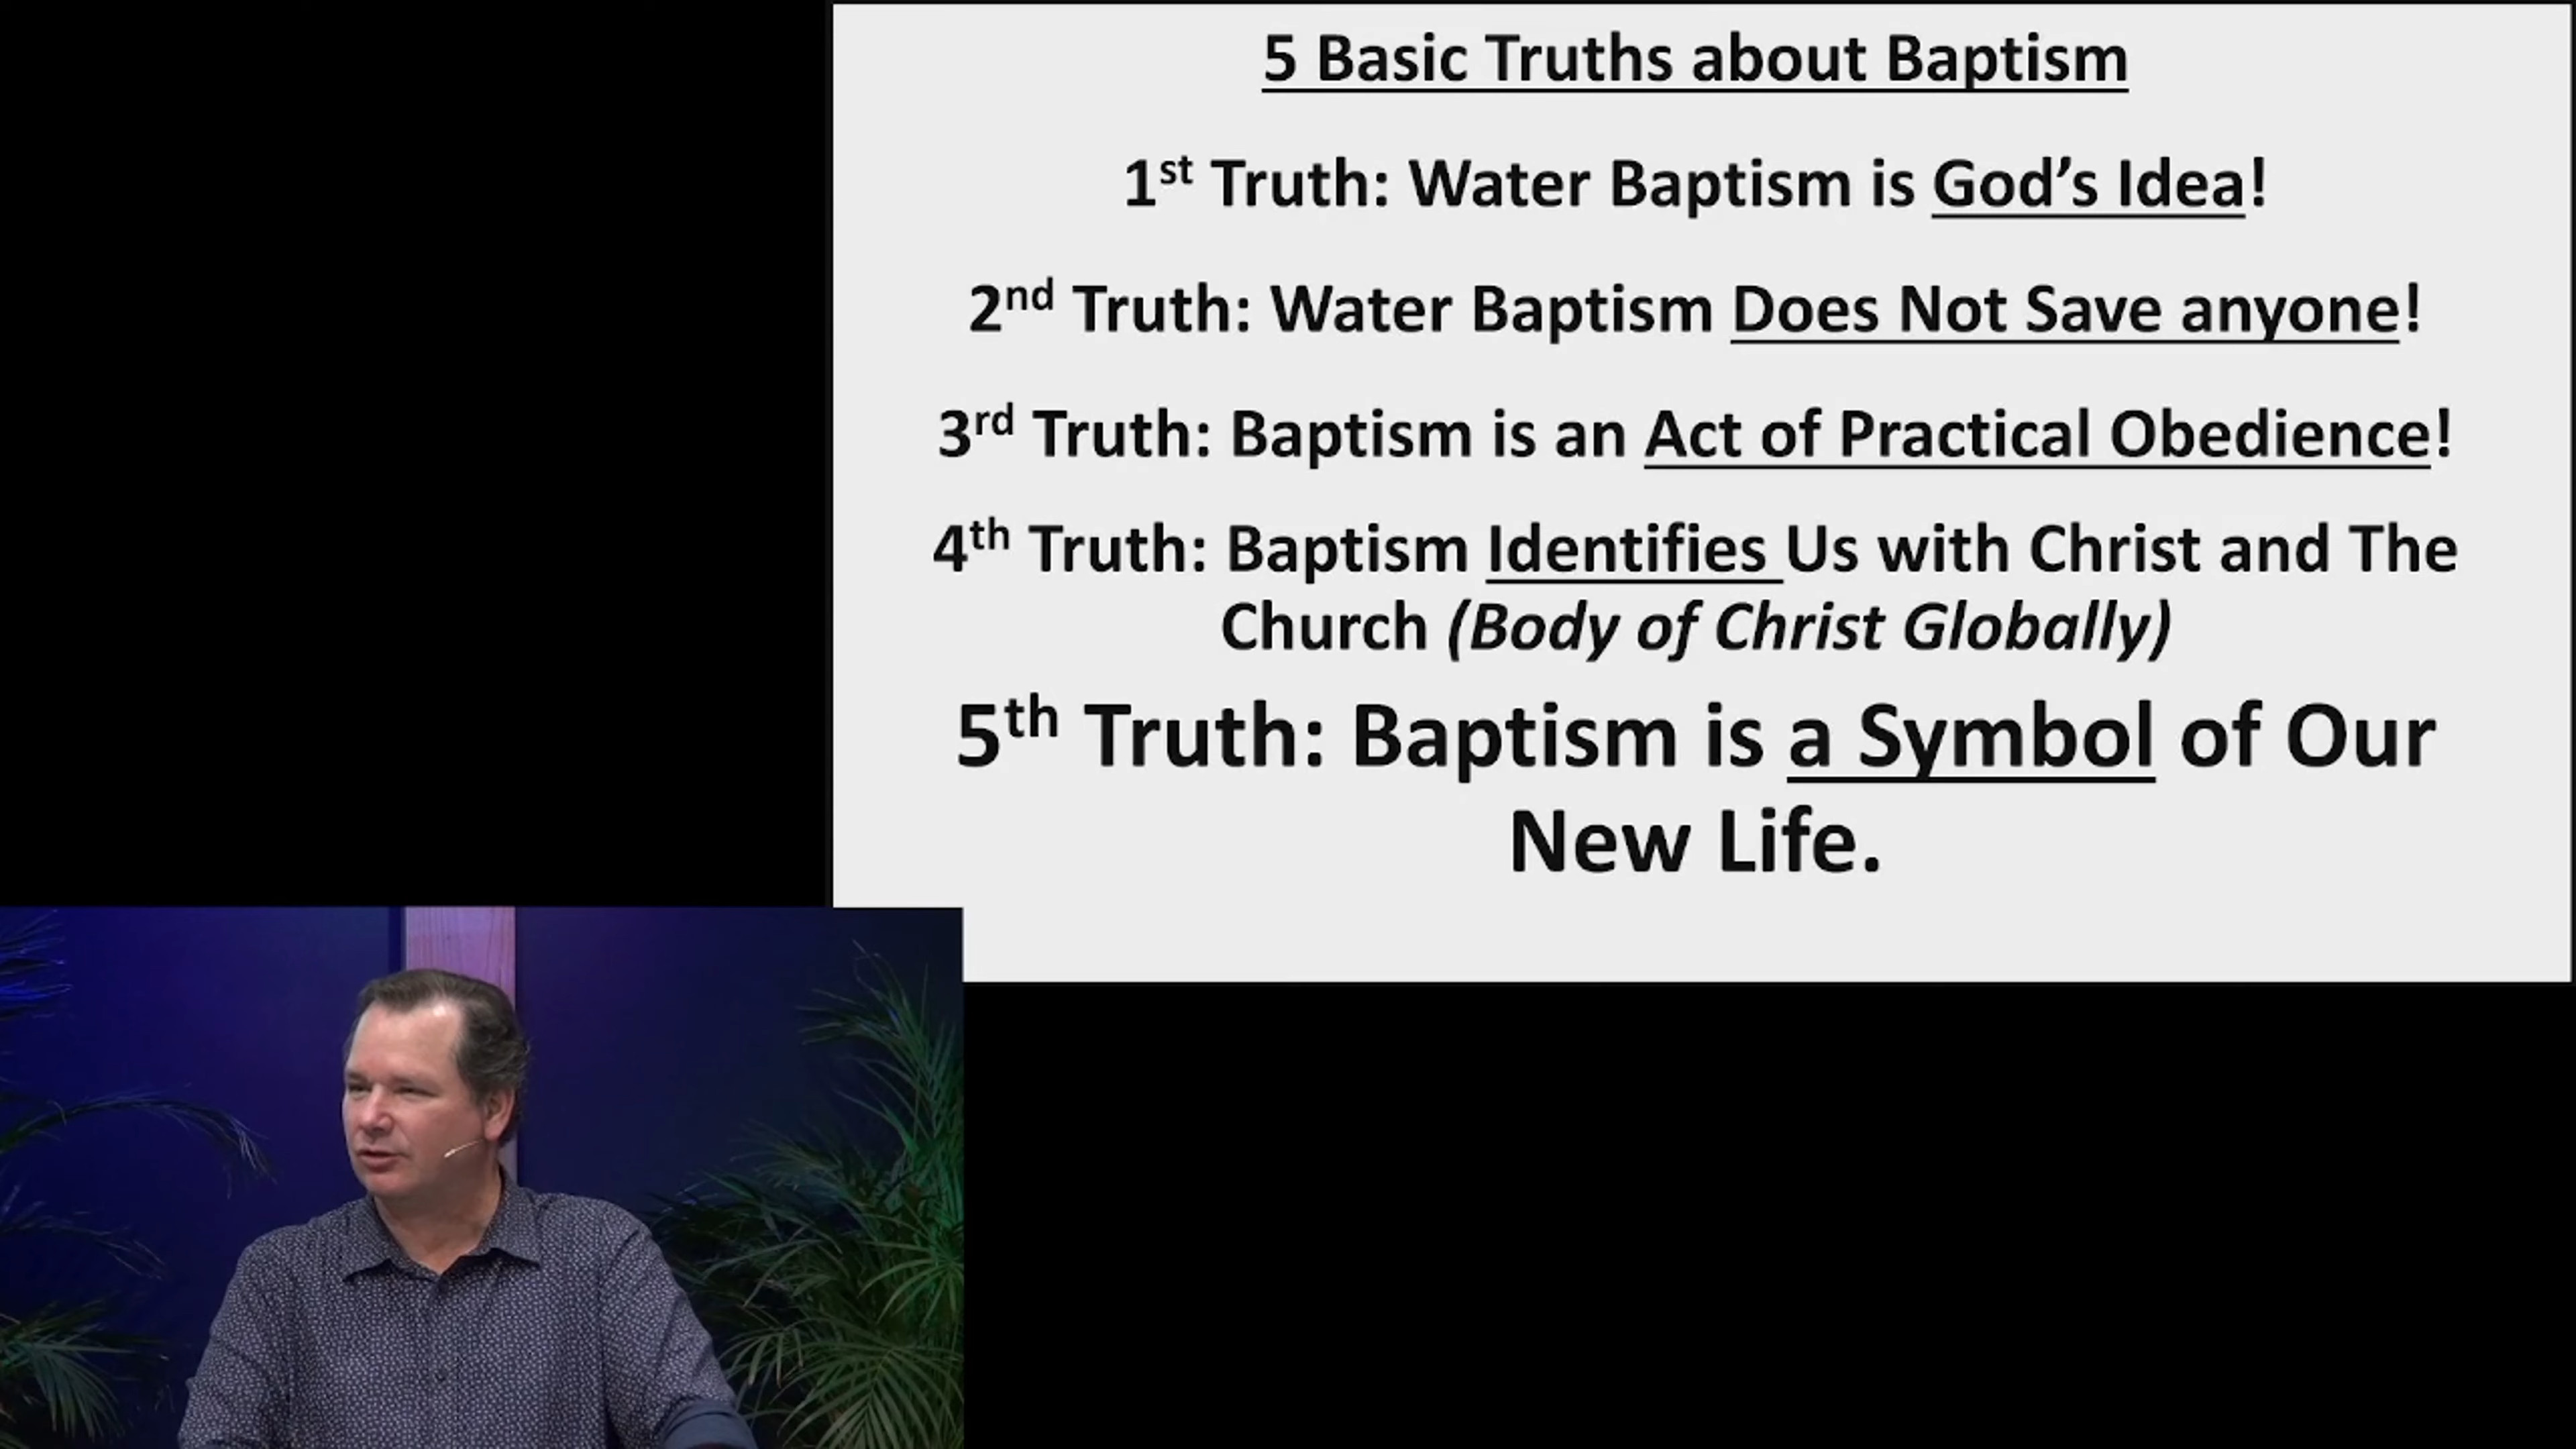 5 Basic Truths about Baptism
1st Truth: Water Baptism is God’s Idea!
2nd Truth: Water Baptism Does Not Save anyone!
3rd Truth: Baptism is an Act of Practical Obedience!
4th Truth: Baptism Identifies Us with Christ and The
Church (Body of Christ Globally)
5th Truth: Baptism is a Symbol of Our
New Life.